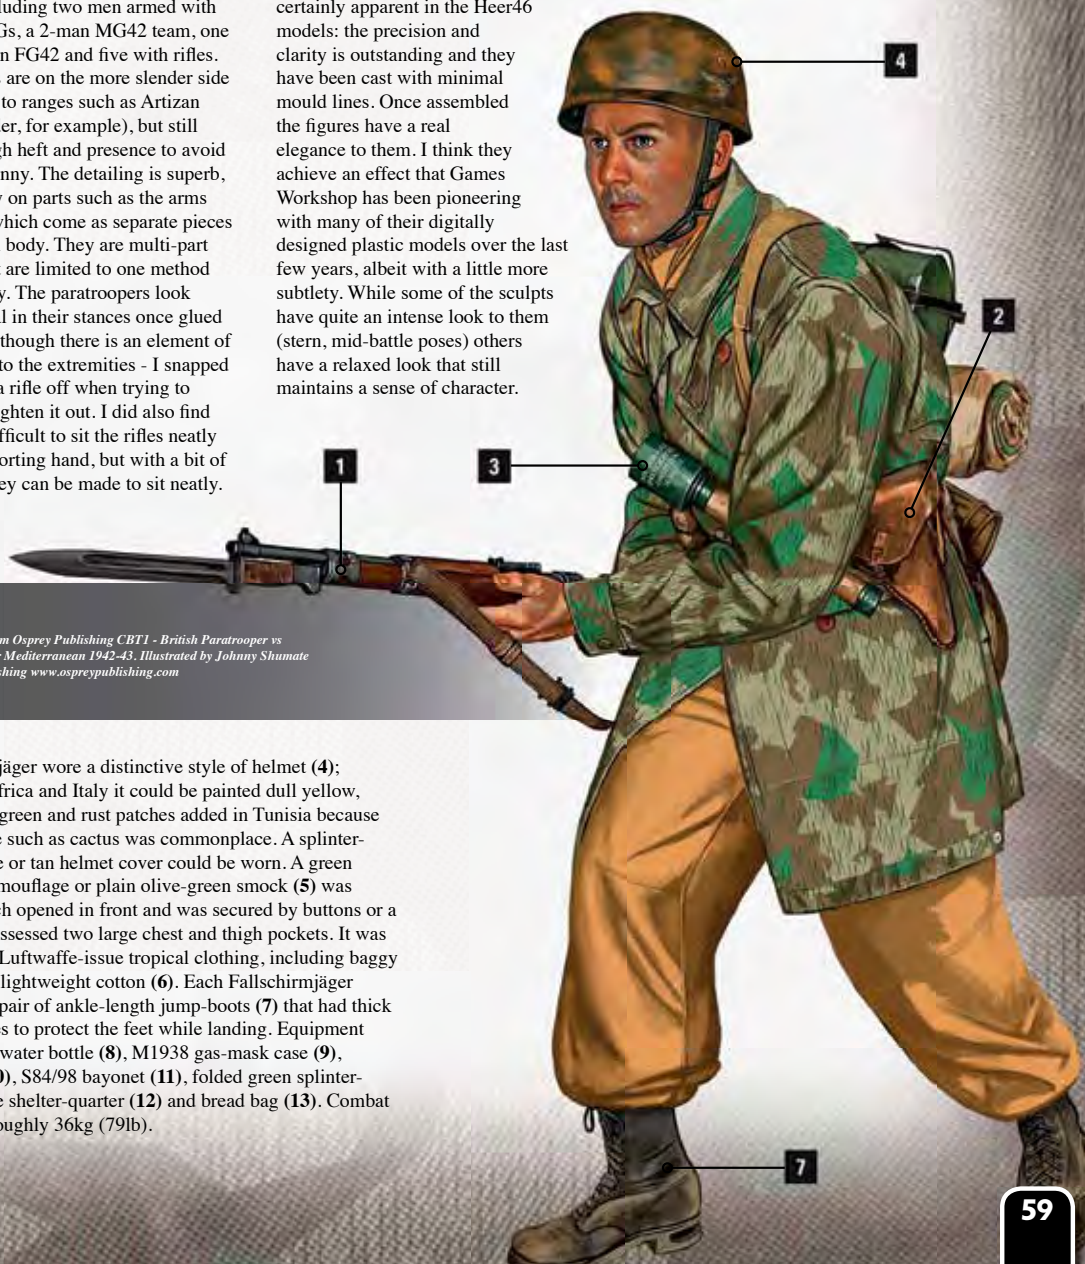 luding two men armed with
Gs, a 2-man MG42 team, one
n FG42 and five with rifles.
are on the more slender side
to ranges such as Artizan
er, for example), but still
gh heft and presence to avoid
nny. The detailing is superb,
y on parts such as the arms
which come as separate pieces
body. They are multi-part
t are limited to one method
y. The paratroopers look
l in their stances once glued
though there is an element of
to the extremities - I snapped
a rifle off when trying to
ghten it out. I did also find
fficult to sit the rifles neatly
orting hand, but with a bit of
ey can be made to sit neatly.
certainly apparent in the Heer46
models: the precision and
clarity is outstanding and they
have been cast with minimal
mould lines. Once assembled
the figures have a real
elegance to them. I think they
achieve an effect that Games
Workshop has been pioneering
with many of their digitally
designed plastic models over the last
few years, albeit with a little more
subtlety. While some of the sculpts
have quite an intense look to them
(stern, mid-battle poses) others
have a relaxed look that still
maintains a sense of character.
4
2
1
3
m Osprey Publishing CBT1 - British Paratrooper vs
r Mediterranean 1942-43. Illustrated by Johnny Shumate
shing www.ospreypublishing.com
jäger wore a distinctive style of helmet (4);
frica and Italy it could be painted dull yellow,
green and rust patches added in Tunisia because
e such as cactus was commonplace. A splinter-
e or tan helmet cover could be worn. A green
mouflage or plain olive-green smock (5) was
ch opened in front and was secured by buttons or a
ssessed two large chest and thigh pockets. It was
Luftwaffe-issue tropical clothing, including baggy
lightweight cotton (6). Each Fallschirmjäger
pair of ankle-length jump-boots (7) that had thick
es to protect the feet while landing. Equipment
water bottle (8), M1938 gas-mask case (9),
0), S84/98 bayonet (11), folded green splinter-
e shelter-quarter (12) and bread bag (13). Combat
oughly 36kg (79lb).
7
59